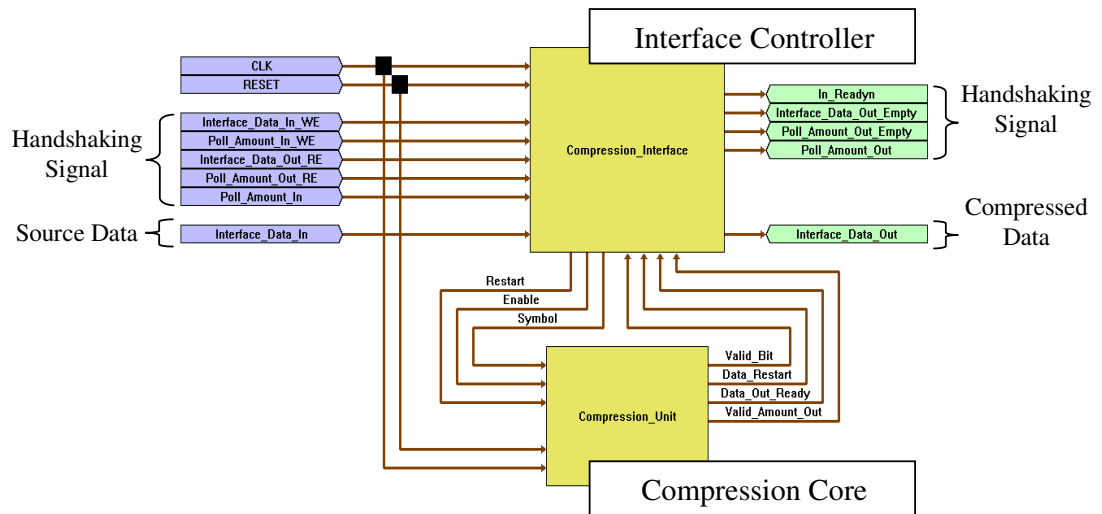 Interface Controller
CLK
RESET
Handshaking
Signal
Interface_Data_In_WE
Poll_Amount_In_WE
Interface_Data_Out_RE
Poll_Amount_Out_RE
Poll_Amount_In
Source Data
Interface_Data_In
Compression_Interface
In_Readyn
Interface_Data_Out_Empty
Poll_Amount_Out_Empty
Poll_Amount_Out
Handshaking
Signal
Interface_Data_Out
Compressed
Data
Restart
Enable
Symbol
Valid_Bit
Data_Restart
Data_Out_Ready
Valid_Amount_Out
Compression_Unit
Compression Core